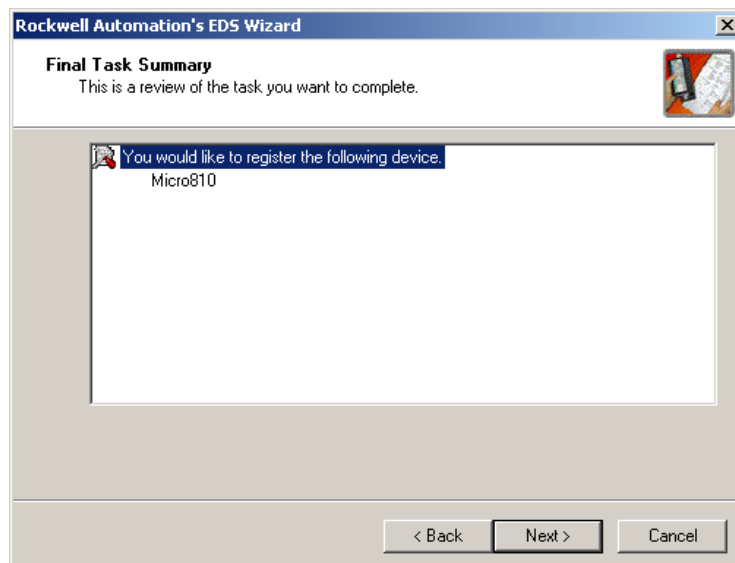 Rockwell Automation's EDS Wizard
Final Task Summary
This is a review of the task you want to complete.
You would like to register the following device.
Micro810
< Back
Next >
Cancel